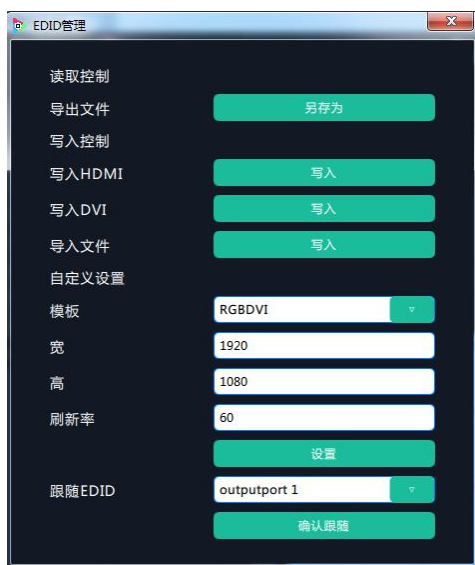 EDID管理
读取控制
导出文件 另存为
写入控制
写入HDMI 写入
写入DVI 写入
导入文件 写入
自定义设置
模板 RGBDVI
宽 1920
高 1080
刷新率 60
设置
跟随EDID outputport 1
确认跟随